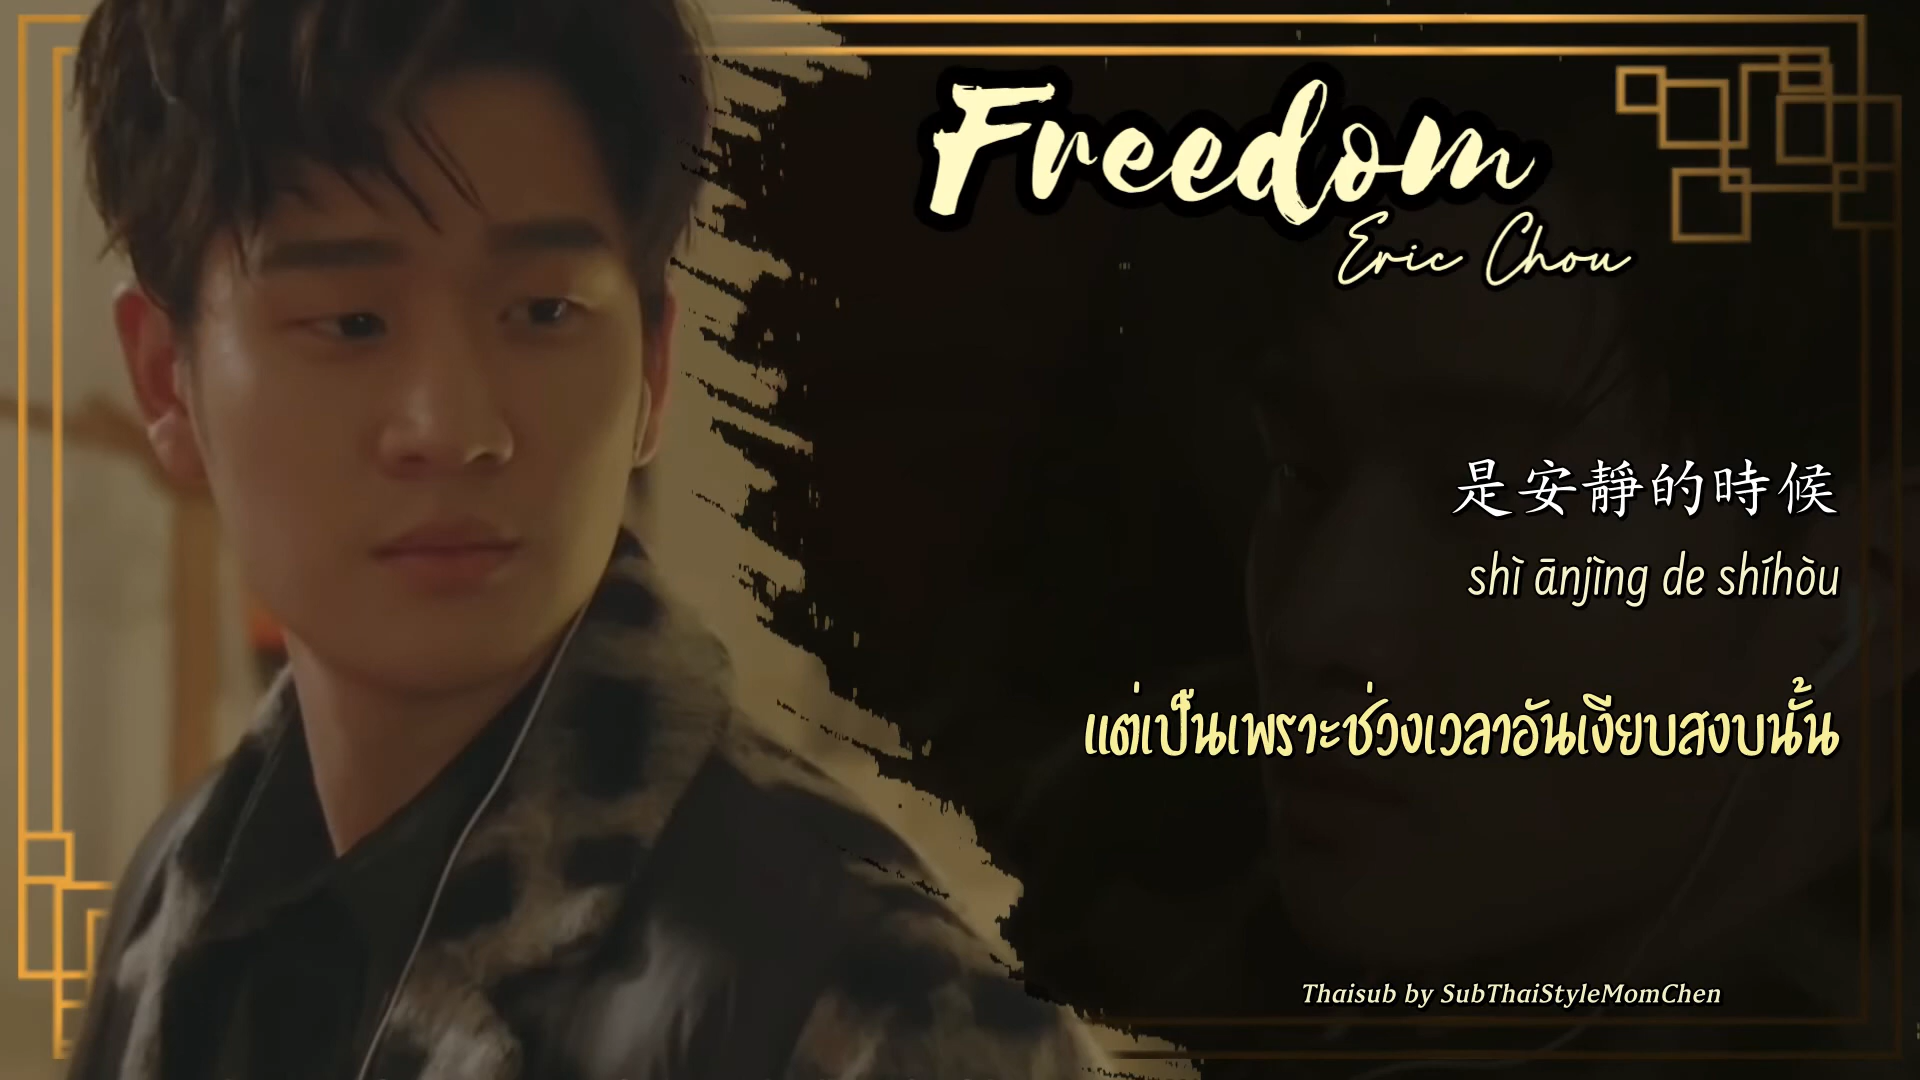 Freedom
Eric Chou
是安靜的時候
shì ānjìng de shíhòu
แต่เป็นเพราะช่วงเวลาอันเงียบสงบนั้น
Thaisub by SubThaiStyleMomChen